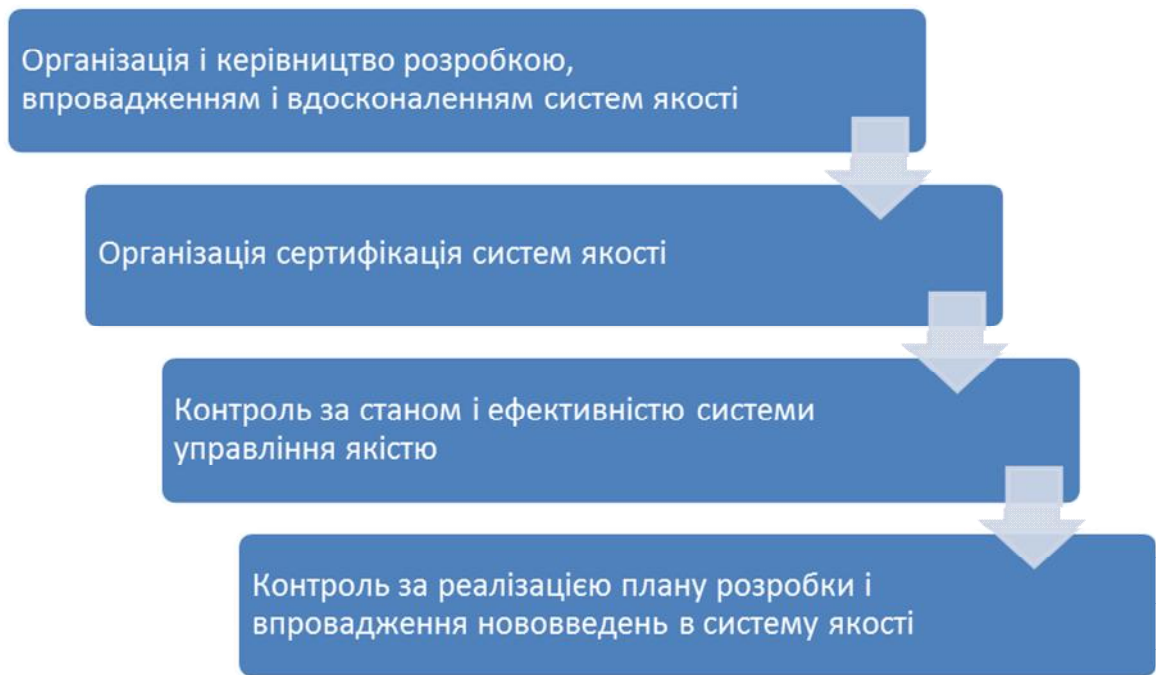 Організація і керівництво розробкою,
впровадженням і вдосконаленням систем якості
Організація сертифікація систем якості
Контроль за станом і ефективністю системи
управління якістю
Контроль за реалізацією плану розробки і
впровадження нововведень в систему якості